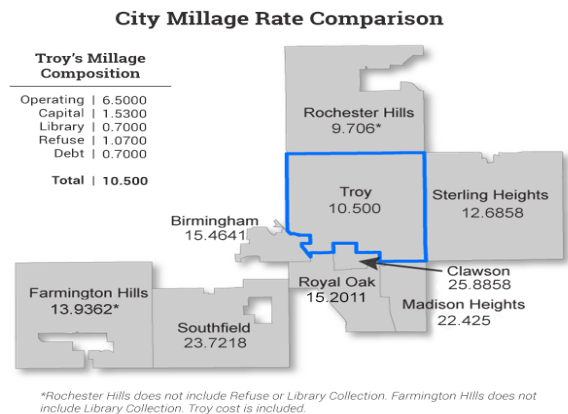 City Millage Rate Comparison
Troy's Millage
Composition
Operating | 6.5000
Capital | 1.5300
Library | 0.7000
Refuse | 1.0700
Debt | 0.7000
Total | 10.500
Rochester Hills
9.706*
Troy
10.500
Sterling Heights
12.6858
Birmingham
15.4641
Clawson
25.8858
Royal Oak
15.2011
Madison Heights
22.425
Farmington Hills
13.9362*
Southfield
23.7218
*Rochester Hills does not include Refuse or Library Collection. Farmington HIlls does not
include Library Collection. Troy cost is included.